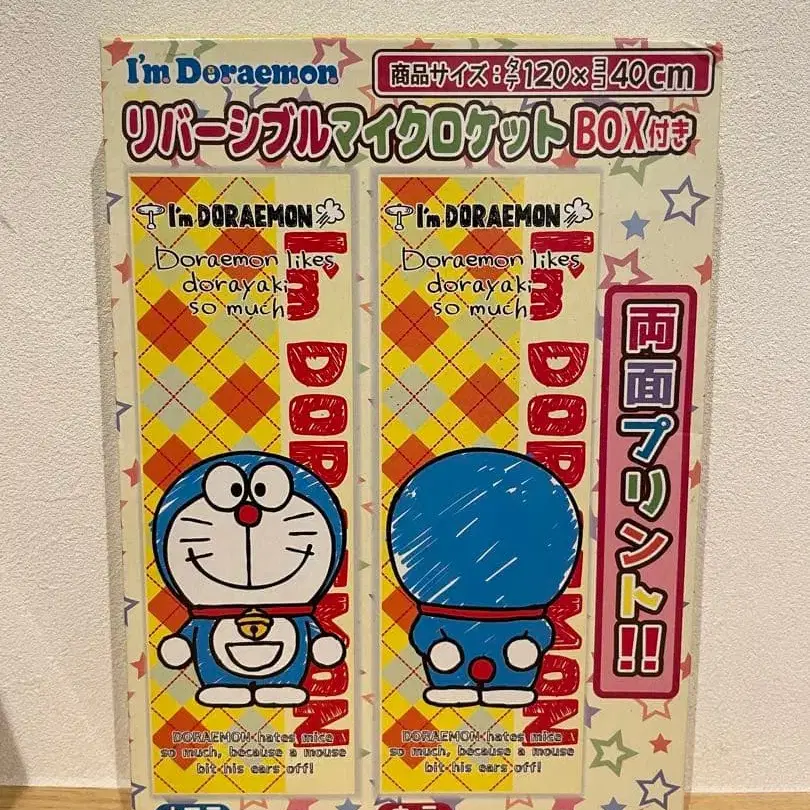 I'm Doraemon
商品サイズ:タテ120×ヨコ40cm
リバーシブルマイクロケットBOX付き
I'm DORAEMON
Doraemon likes
dorayaki
so much
I'm DORAEMON
DORAEMON hates mice
so much, because a mouse
bit his ears off!
I'm DORAEMON
Doraemon likes
dorayaki
so much
I'm DORAEMON
DORAEMON hates mice
so much, because a mouse
bit his ears off!
両面プリント!!